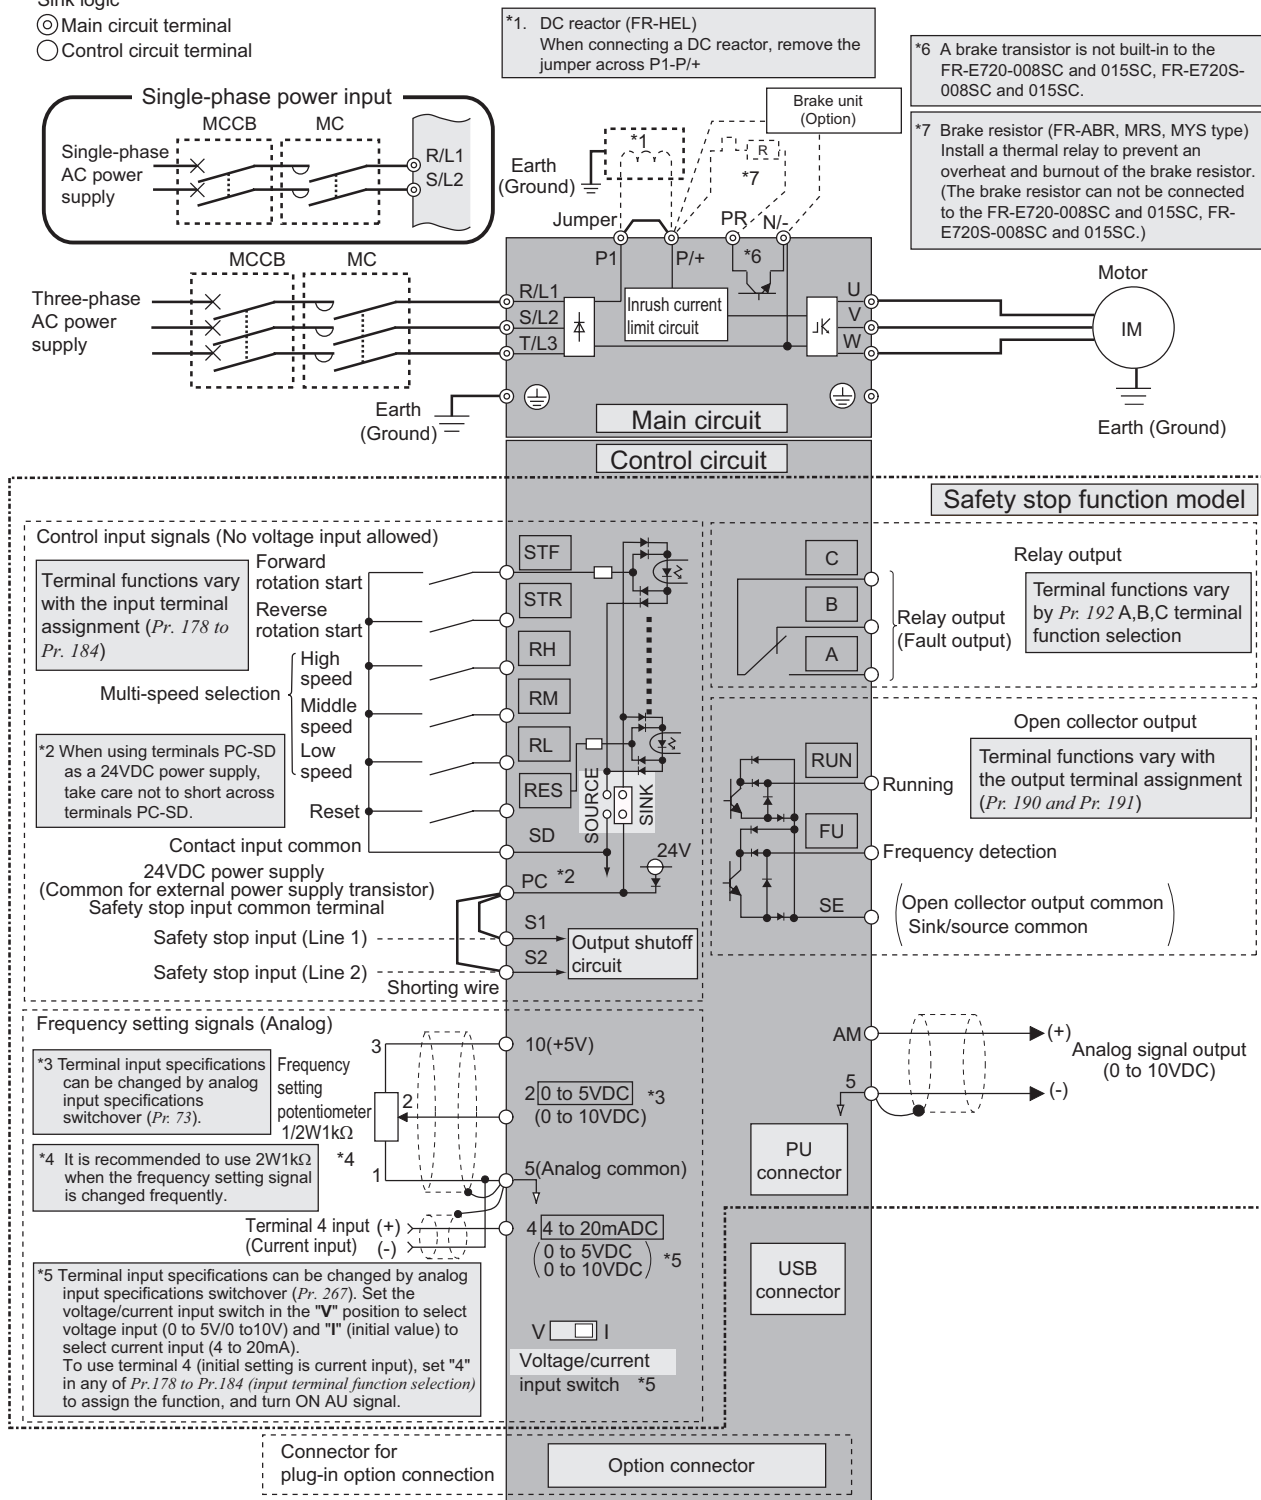 Sink logic
Main circuit terminal
Control circuit terminal
*1. DC reactor (FR-HEL)
When connecting a DC reactor, remove the
jumper across P1-P/+
*6 A brake transistor is not built-in to the
FR-E720-008SC and 015SC, FR-E720S-
008SC and 015SC.
*7 Brake resistor (FR-ABR, MRS, MYS type)
Install a thermal relay to prevent an
overheat and burnout of the brake resistor.
(The brake resistor can not be connected
to the FR-E720-008SC and 015SC, FR-
E720S-008SC and 015SC.)
Single-phase power input
MCCB
MC
Single-phase
AC power
supply
R/L1
S/L2
Brake unit
(Option)
*1
R
*7
Earth
(Ground)
Jumper
PR
N/-
P1
P/+
*6
MCCB
MC
Three-phase
AC power
supply
R/L1
S/L2
T/L3
Inrush current
limit circuit
U
V
W
Motor
IM
Earth
(Ground)
Earth (Ground)
Main circuit
Control circuit
Safety stop function model
Control input signals (No voltage input allowed)
Terminal functions vary
with the input terminal
assignment (Pr. 178 to
Pr. 184)
Forward
rotation start
Reverse
rotation start
Multi-speed selection
High
speed
Middle
speed
Low
speed
*2 When using terminals PC-SD
as a 24VDC power supply,
take care not to short across
terminals PC-SD.
Reset
Contact input common
24VDC power supply
(Common for external power supply transistor)
Safety stop input common terminal
Safety stop input (Line 1)
Safety stop input (Line 2)
Shorting wire
STF
STR
RH
RM
RL
RES
SD
SOURCE
SINK
24V
PC *2
S1
S2
Output shutoff
circuit
C
B
A
Relay output
Relay output
(Fault output)
Terminal functions vary
by Pr. 192 A,B,C terminal
function selection
Open collector output
RUN
Running
Terminal functions vary with
the output terminal assignment
(Pr. 190 and Pr. 191)
FU
Frequency detection
SE
Open collector output common
Sink/source common
Frequency setting signals (Analog)
*3 Terminal input specifications
can be changed by analog
input specifications
switchover (Pr. 73).
*4 It is recommended to use 2W1kΩ
when the frequency setting signal
is changed frequently.
Frequency
setting
potentiometer
1/2W1kΩ
*4
3
2
1
10(+5V)
2 0 to 5VDC *3
(0 to 10VDC)
5(Analog common)
Terminal 4 input (+)
(Current input) (-)
4 4 to 20mADC
0 to 5VDC
0 to 10VDC
*5
*5 Terminal input specifications can be changed by analog
input specifications switchover (Pr. 267). Set the
voltage/current input switch in the "V" position to select
voltage input (0 to 5V/0 to10V) and "I" (initial value) to
select current input (4 to 20mA).
To use terminal 4 (initial setting is current input), set "4"
in any of Pr.178 to Pr.184 (input terminal function selection)
to assign the function, and turn ON AU signal.
V I
Voltage/current
input switch *5
AM
(+)
Analog signal output
(0 to 10VDC)
5
(-)
PU
connector
USB
connector
Connector for
plug-in option connection
Option connector